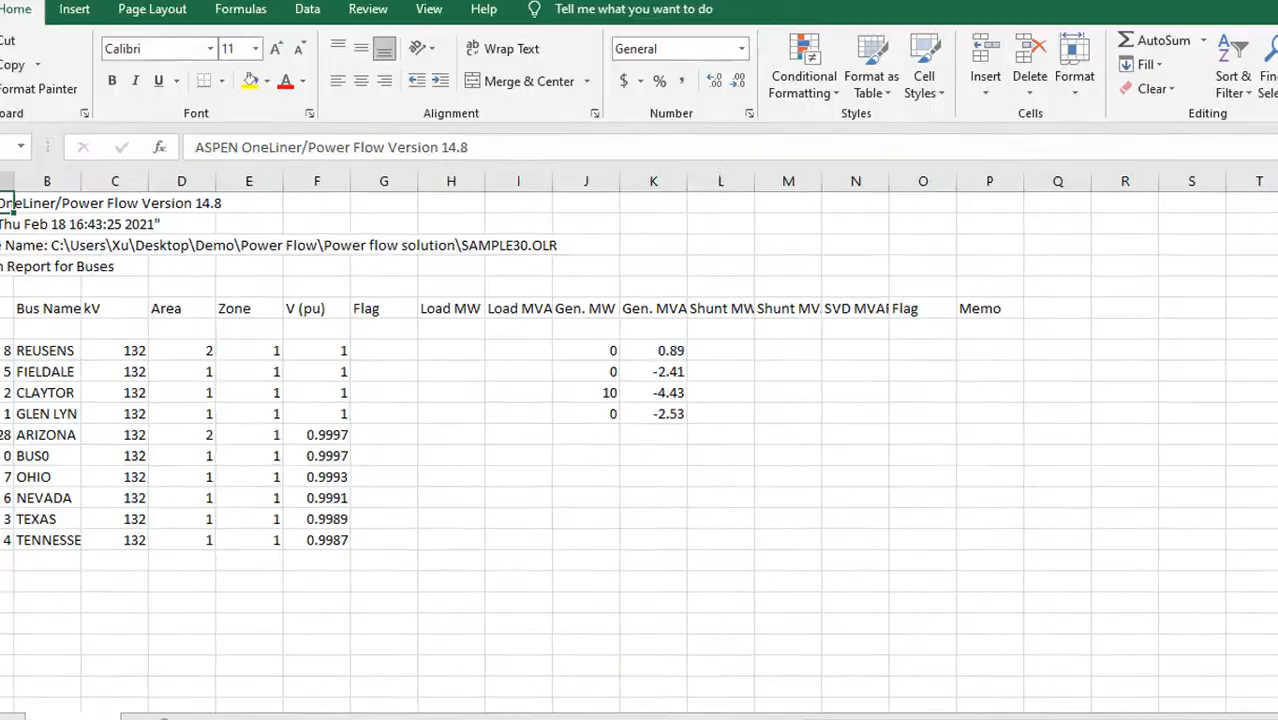 Home Insert Page Layout Formulas Data Review View Help Tell me what you want to do
Cut Calibri 11 Wrap Text General AutoSum
Copy Fill
Format Painter B I U Merge & Center $ % , Conditional Formatting Format as Table Cell Styles Insert Delete Format Clear Sort & Filter
Font Alignment Number Styles Cells Editing
fx ASPEN OneLiner/Power Flow Version 14.8
B C D E F G H I J K L M N O P Q R S T
OneLiner/Power Flow Version 14.8
Thu Feb 18 16:43:25 2021"
Name: C:\Users\Xu\Desktop\Demo\Power Flow\Power flow solution\SAMPLE30.OLR
Report for Buses
Bus Name kV Area Zone V (pu) Flag Load MW Load MVA Gen. MW Gen. MVA Shunt MW Shunt MV SVD MVAR Flag Memo
8 REUSENS 132 2 1 1 0 0.89
5 FIELDALE 132 1 1 1 0 -2.41
2 CLAYTOR 132 1 1 1 10 -4.43
1 GLEN LYN 132 1 1 1 0 -2.53
28 ARIZONA 132 2 1 0.9997
0 BUS0 132 1 1 0.9997
7 OHIO 132 1 1 0.9993
6 NEVADA 132 1 1 0.9991
3 TEXAS 132 1 1 0.9989
4 TENNESSE 132 1 1 0.9987